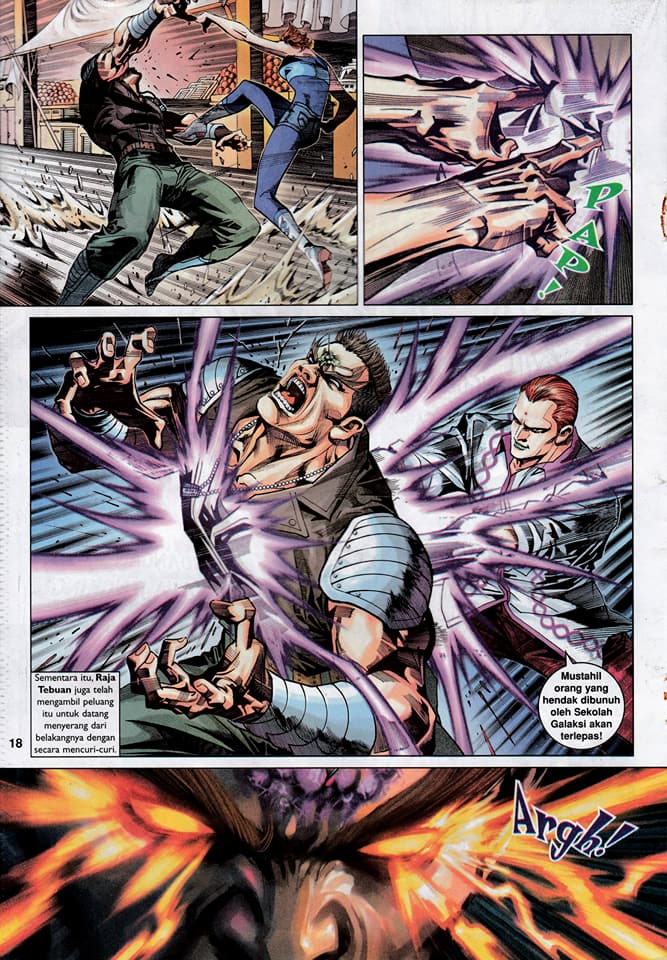 PAP!
Sementara itu, Raja
Tebuan juga telah
mengambil peluang
itu untuk datang
menyerang dari
belakangnya dengan
secara mencuri-curi.
Mustahil
orang yang
hendak dibunuh
oleh Sekolah
Galaksi akan
terlepas!
18
Argh!!